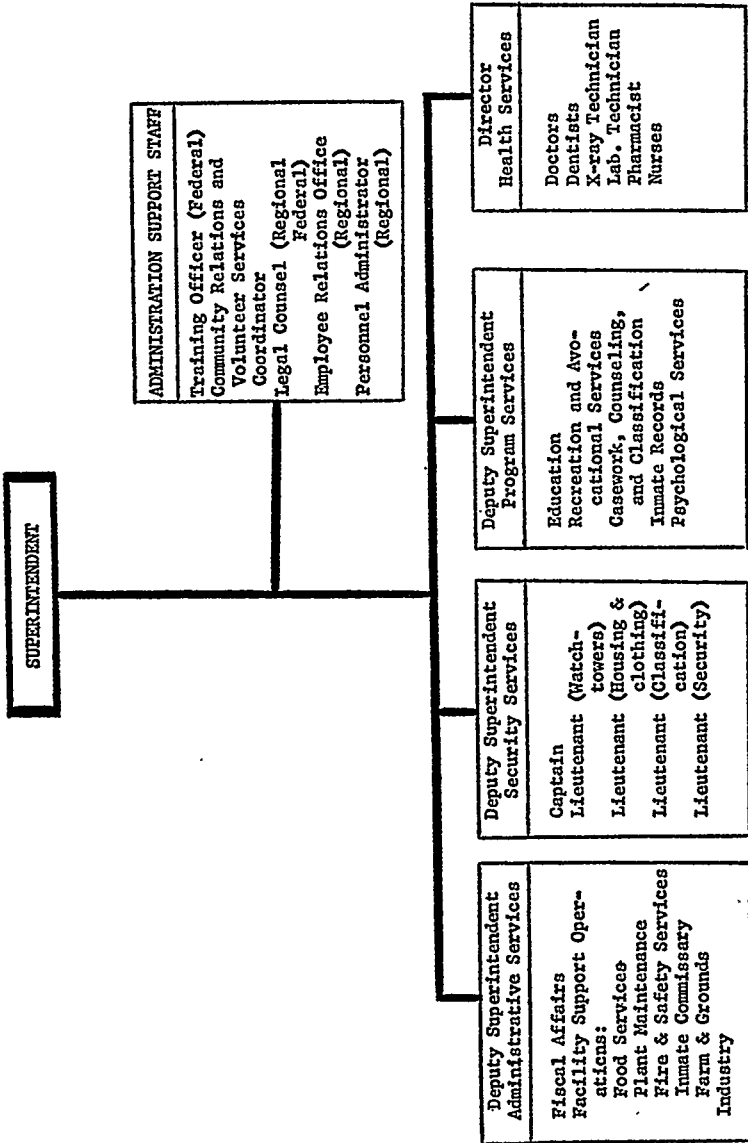 SUPERINTENDENT
ADMINISTRATION SUPPORT STAFF
Training Officer (Federal)
Community Relations and
Volunteer Services
Coordinator
Legal Counsel (Regional
Federal)
Employee Relations Office
(Regional)
Personnel Administrator
(Regional)
Deputy Superintendent
Administrative Services
Fiscal Affairs
Facility Support Oper-
aticns:
Food Services
Plant Maintenance
Fire & Safety Services
Inmate Commissary
Farm & Grounds
Industry
Deputy Superintendent
Security Services
Captain
Lieutenant (Watch-
towers)
Lieutenant (Housing &
clothing)
Lieutenant (Classifi-
cation)
Lieutenant (Security)
Deputy Superintendent
Program Services
Education
Recreation and Avo-
cational Services
Casework, Counseling,
and Classification
Inmate Records
Psychological Services
Director
Health Services
Doctors
Dentists
X-ray Technician
Lab. Technician
Pharmacist
Nurses